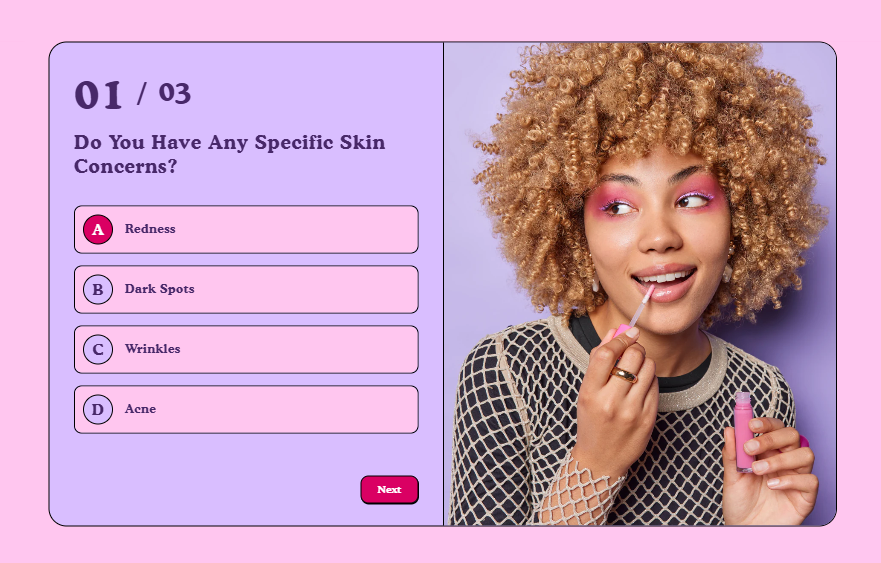 01 / 03
Do You Have Any Specific Skin
Concerns?
A Redness
B Dark Spots
C Wrinkles
D Acne
Next